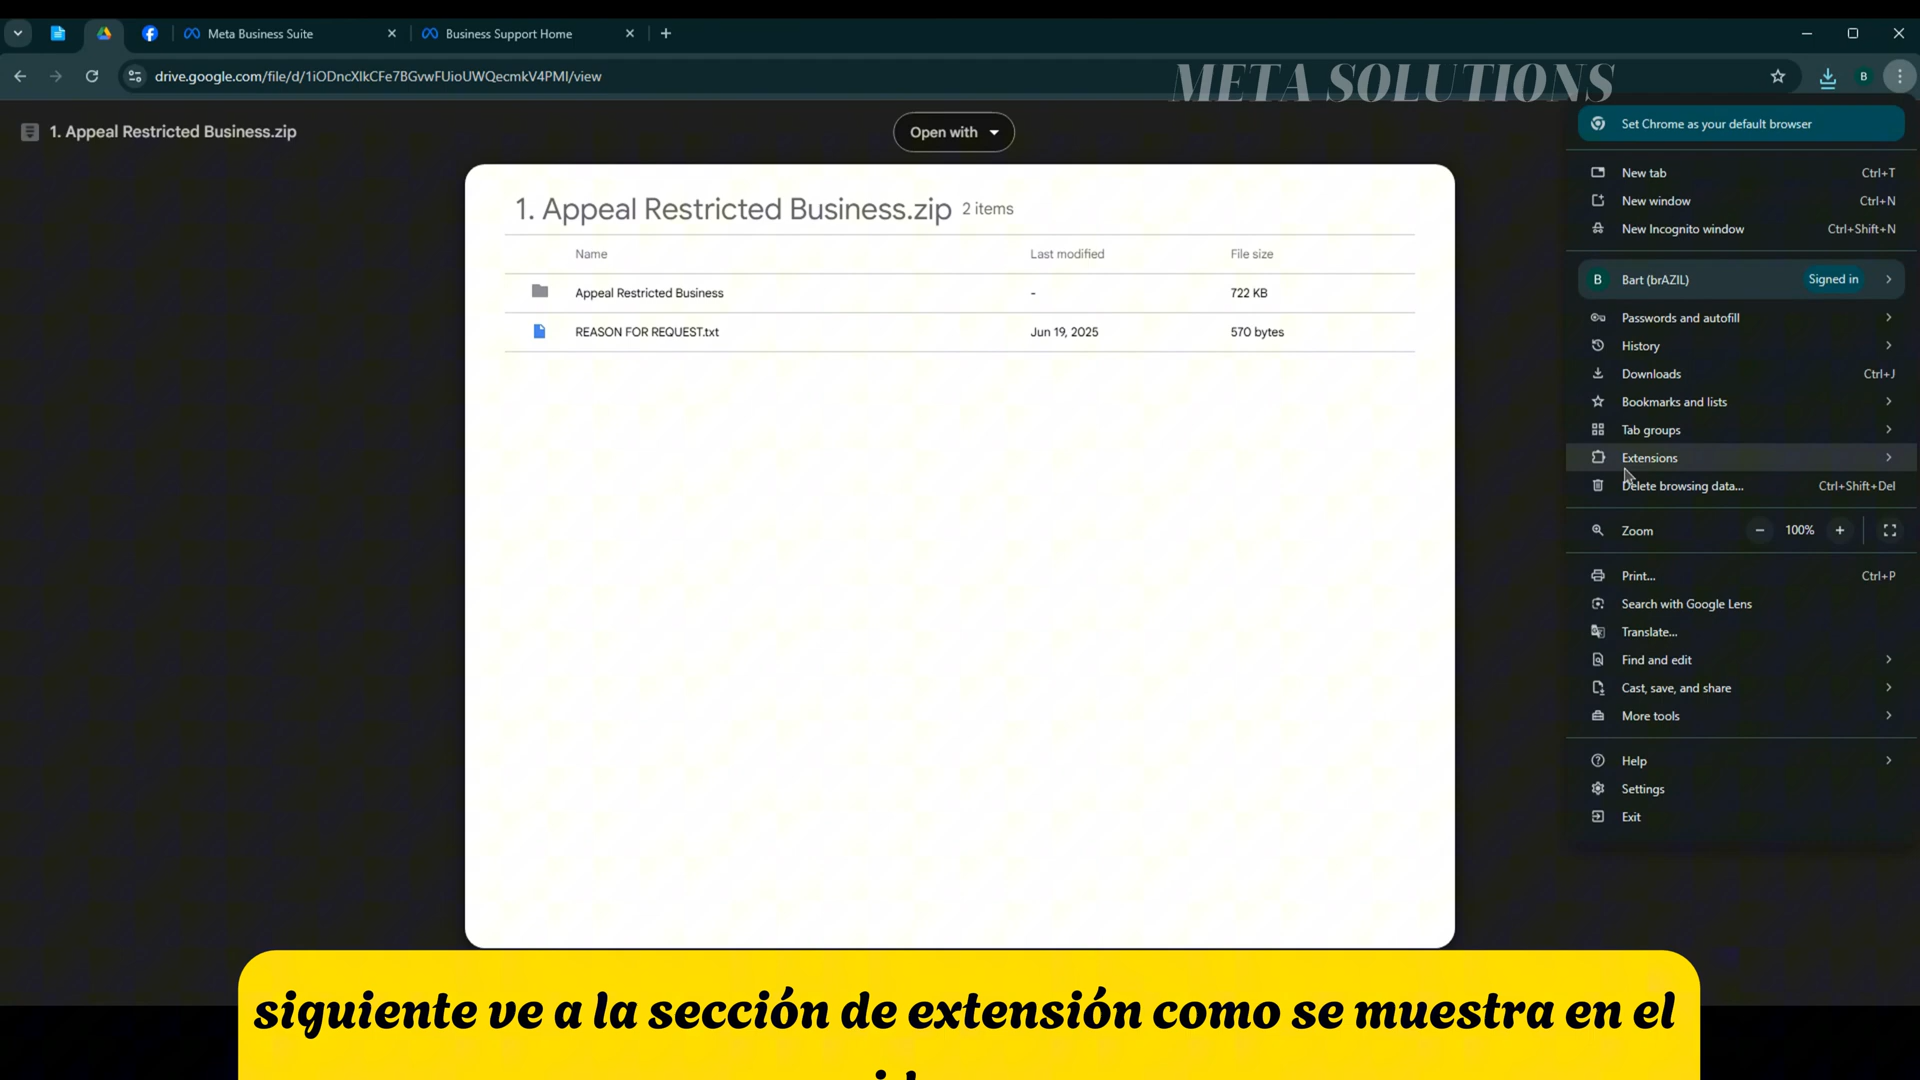 Meta Business Suite
Business Support Home
drive.google.com/file/d/1iODncXIkCFe7BGvwFUioUWQecmkV4PMI/view
META SOLUTIONS
B
1. Appeal Restricted Business.zip
Open with
1. Appeal Restricted Business.zip 2 items
Name Last modified File size
Appeal Restricted Business - 722 KB
REASON FOR REQUEST.txt Jun 19, 2025 570 bytes
Set Chrome as your default browser
New tab Ctrl+T
New window Ctrl+N
New Incognito window Ctrl+Shift+N
B Bart (brAZIL) Signed in
Passwords and autofill
History
Downloads Ctrl+J
Bookmarks and lists
Tab groups
Extensions
Delete browsing data... Ctrl+Shift+Del
Zoom − 100% +
Print... Ctrl+P
Search with Google Lens
Translate...
Find and edit
Cast, save, and share
More tools
Help
Settings
Exit
siguiente ve a la sección de extensión como se muestra en el